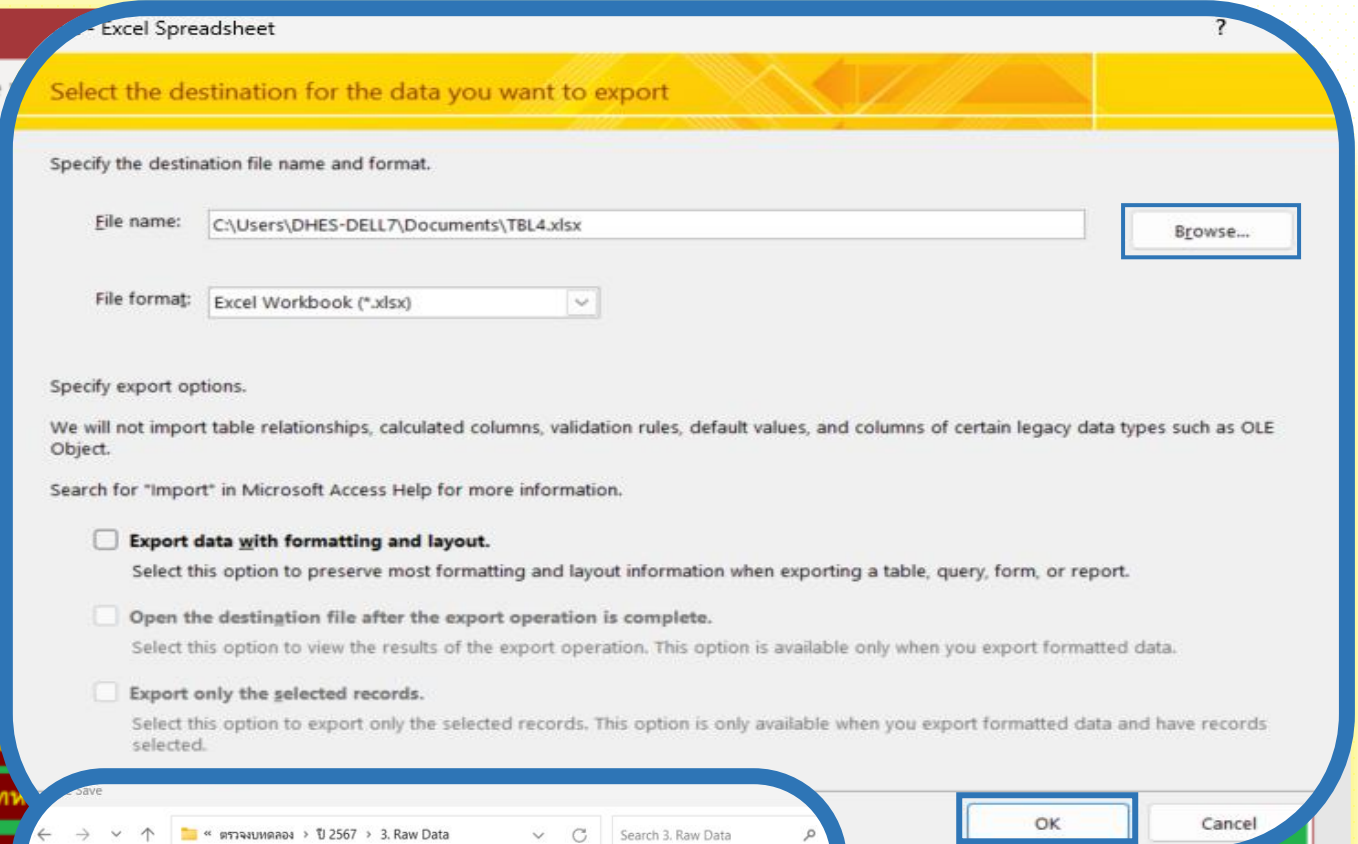 - Excel Spreadsheet
?
Select the destination for the data you want to export
Specify the destination file name and format.
File name:
C:\Users\DHES-DELL7\Documents\TBL4.xlsx
Browse...
File format:
Excel Workbook (*.xlsx)
Specify export options.
We will not import table relationships, calculated columns, validation rules, default values, and columns of certain legacy data types such as OLE
Object.
Search for "Import" in Microsoft Access Help for more information.
Export data with formatting and layout.
Select this option to preserve most formatting and layout information when exporting a table, query, form, or report.
Open the destination file after the export operation is complete.
Select this option to view the results of the export operation. This option is available only when you export formatted data.
Export only the selected records.
Select this option to export only the selected records. This option is only available when you export formatted data and have records
selected.
Save
« ตรวจงบทดลอง > ปี 2567 > 3. Raw Data
Search 3. Raw Data
OK
Cancel